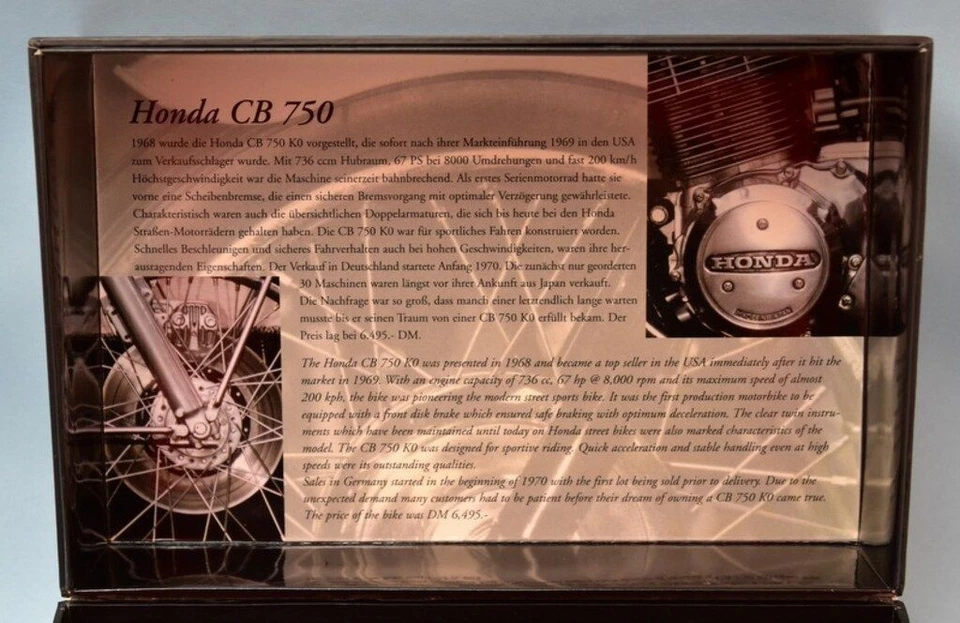 Honda CB 750
1968 wurde die Honda CB 750 K0 vorgestellt, die sofort nach ihrer Markteinführung 1969 in den USA
zum Verkaufsschlager wurde. Mit 736 ccm Hubraum, 67 PS bei 8000 Umdrehungen und fast 200 km/h
Höchstgeschwindigkeit war die Maschine seinerzeit bahnbrechend. Als erstes Serienmotorrad hatte sie
vorne eine Scheibenbremse, die einen sicheren Bremsvorgang mit optimaler Verzögerung gewährleistete.
Charakteristisch waren auch die übersichtlichen Doppelarmaturen, die sich bis heute bei den Honda
Straßen-Motorrädern gehalten haben. Die CB 750 K0 war für sportliches Fahren konstruiert worden.
Schnelles Beschleunigen und sicheres Fahrverhalten auch bei hohen Geschwindigkeiten, waren ihre her-
ausragenden Eigenschaften. Der Verkauf in Deutschland startete Anfang 1970. Die zunächst nur georderten
30 Maschinen waren längst vor ihrer Ankunft aus Japan verkauft.
Die Nachfrage war so groß, dass manch einer letztendlich lange warten
musste bis er seinen Traum von einer CB 750 K0 erfüllt bekam. Der
Preis lag bei 6.495.- DM.
HONDA
The Honda CB 750 K0 was presented in 1968 and became a top seller in the USA immediately after it hit the
market in 1969. With an engine capacity of 736 cc, 67 hp @ 8,000 rpm and its maximum speed of almost
200 kph, the bike was pioneering the modern street sports bike. It was the first production motorbike to be
equipped with a front disk brake which ensured safe braking with optimum deceleration. The clear twin instru-
ments which have been maintained until today on Honda street bikes were also marked characteristics of the
model. The CB 750 K0 was designed for sportive riding. Quick acceleration and stable handling even at high
speeds were its outstanding qualities.
Sales in Germany started in the beginning of 1970 with the first lot being sold prior to delivery. Due to the
unexpected demand many customers had to be patient before their dream of owning a CB 750 K0 came true.
The price of the bike was DM 6,495.-